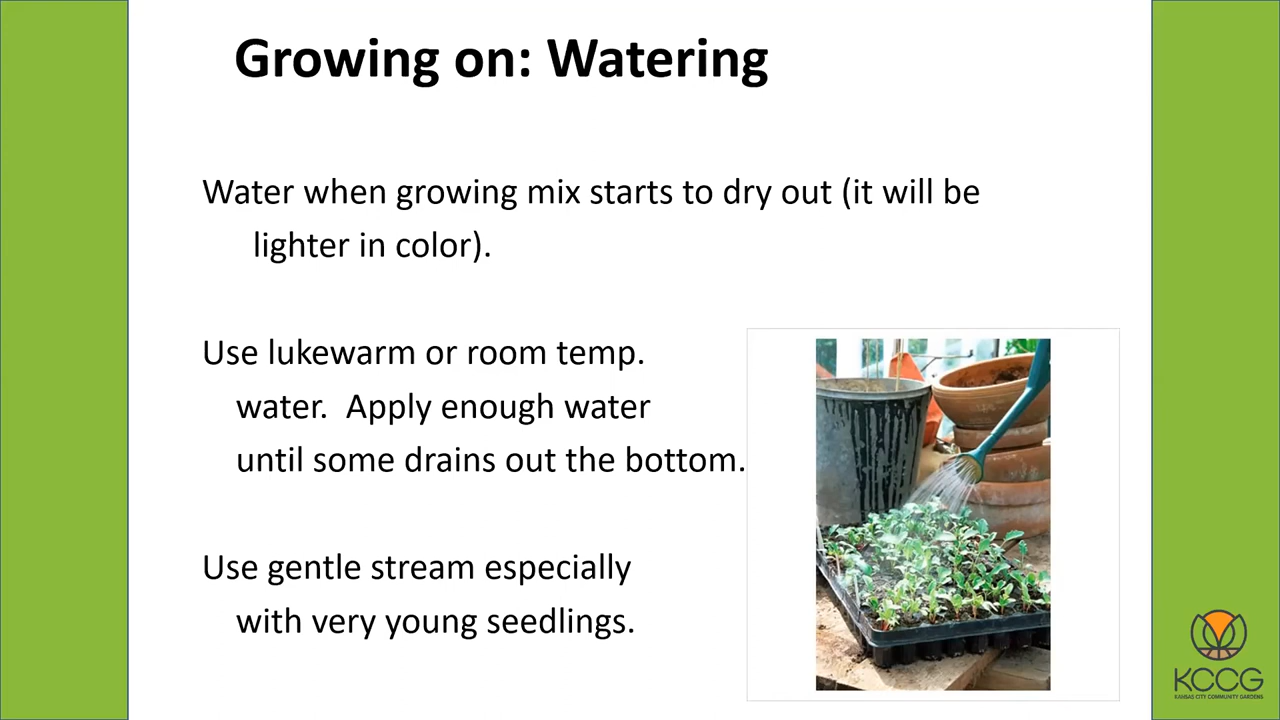 Growing on: Watering
Water when growing mix starts to dry out (it will be
lighter in color).
Use lukewarm or room temp.
water.  Apply enough water
until some drains out the bottom.
Use gentle stream especially
with very young seedlings.
KCCG
KANSAS CITY COMMUNITY GARDENS